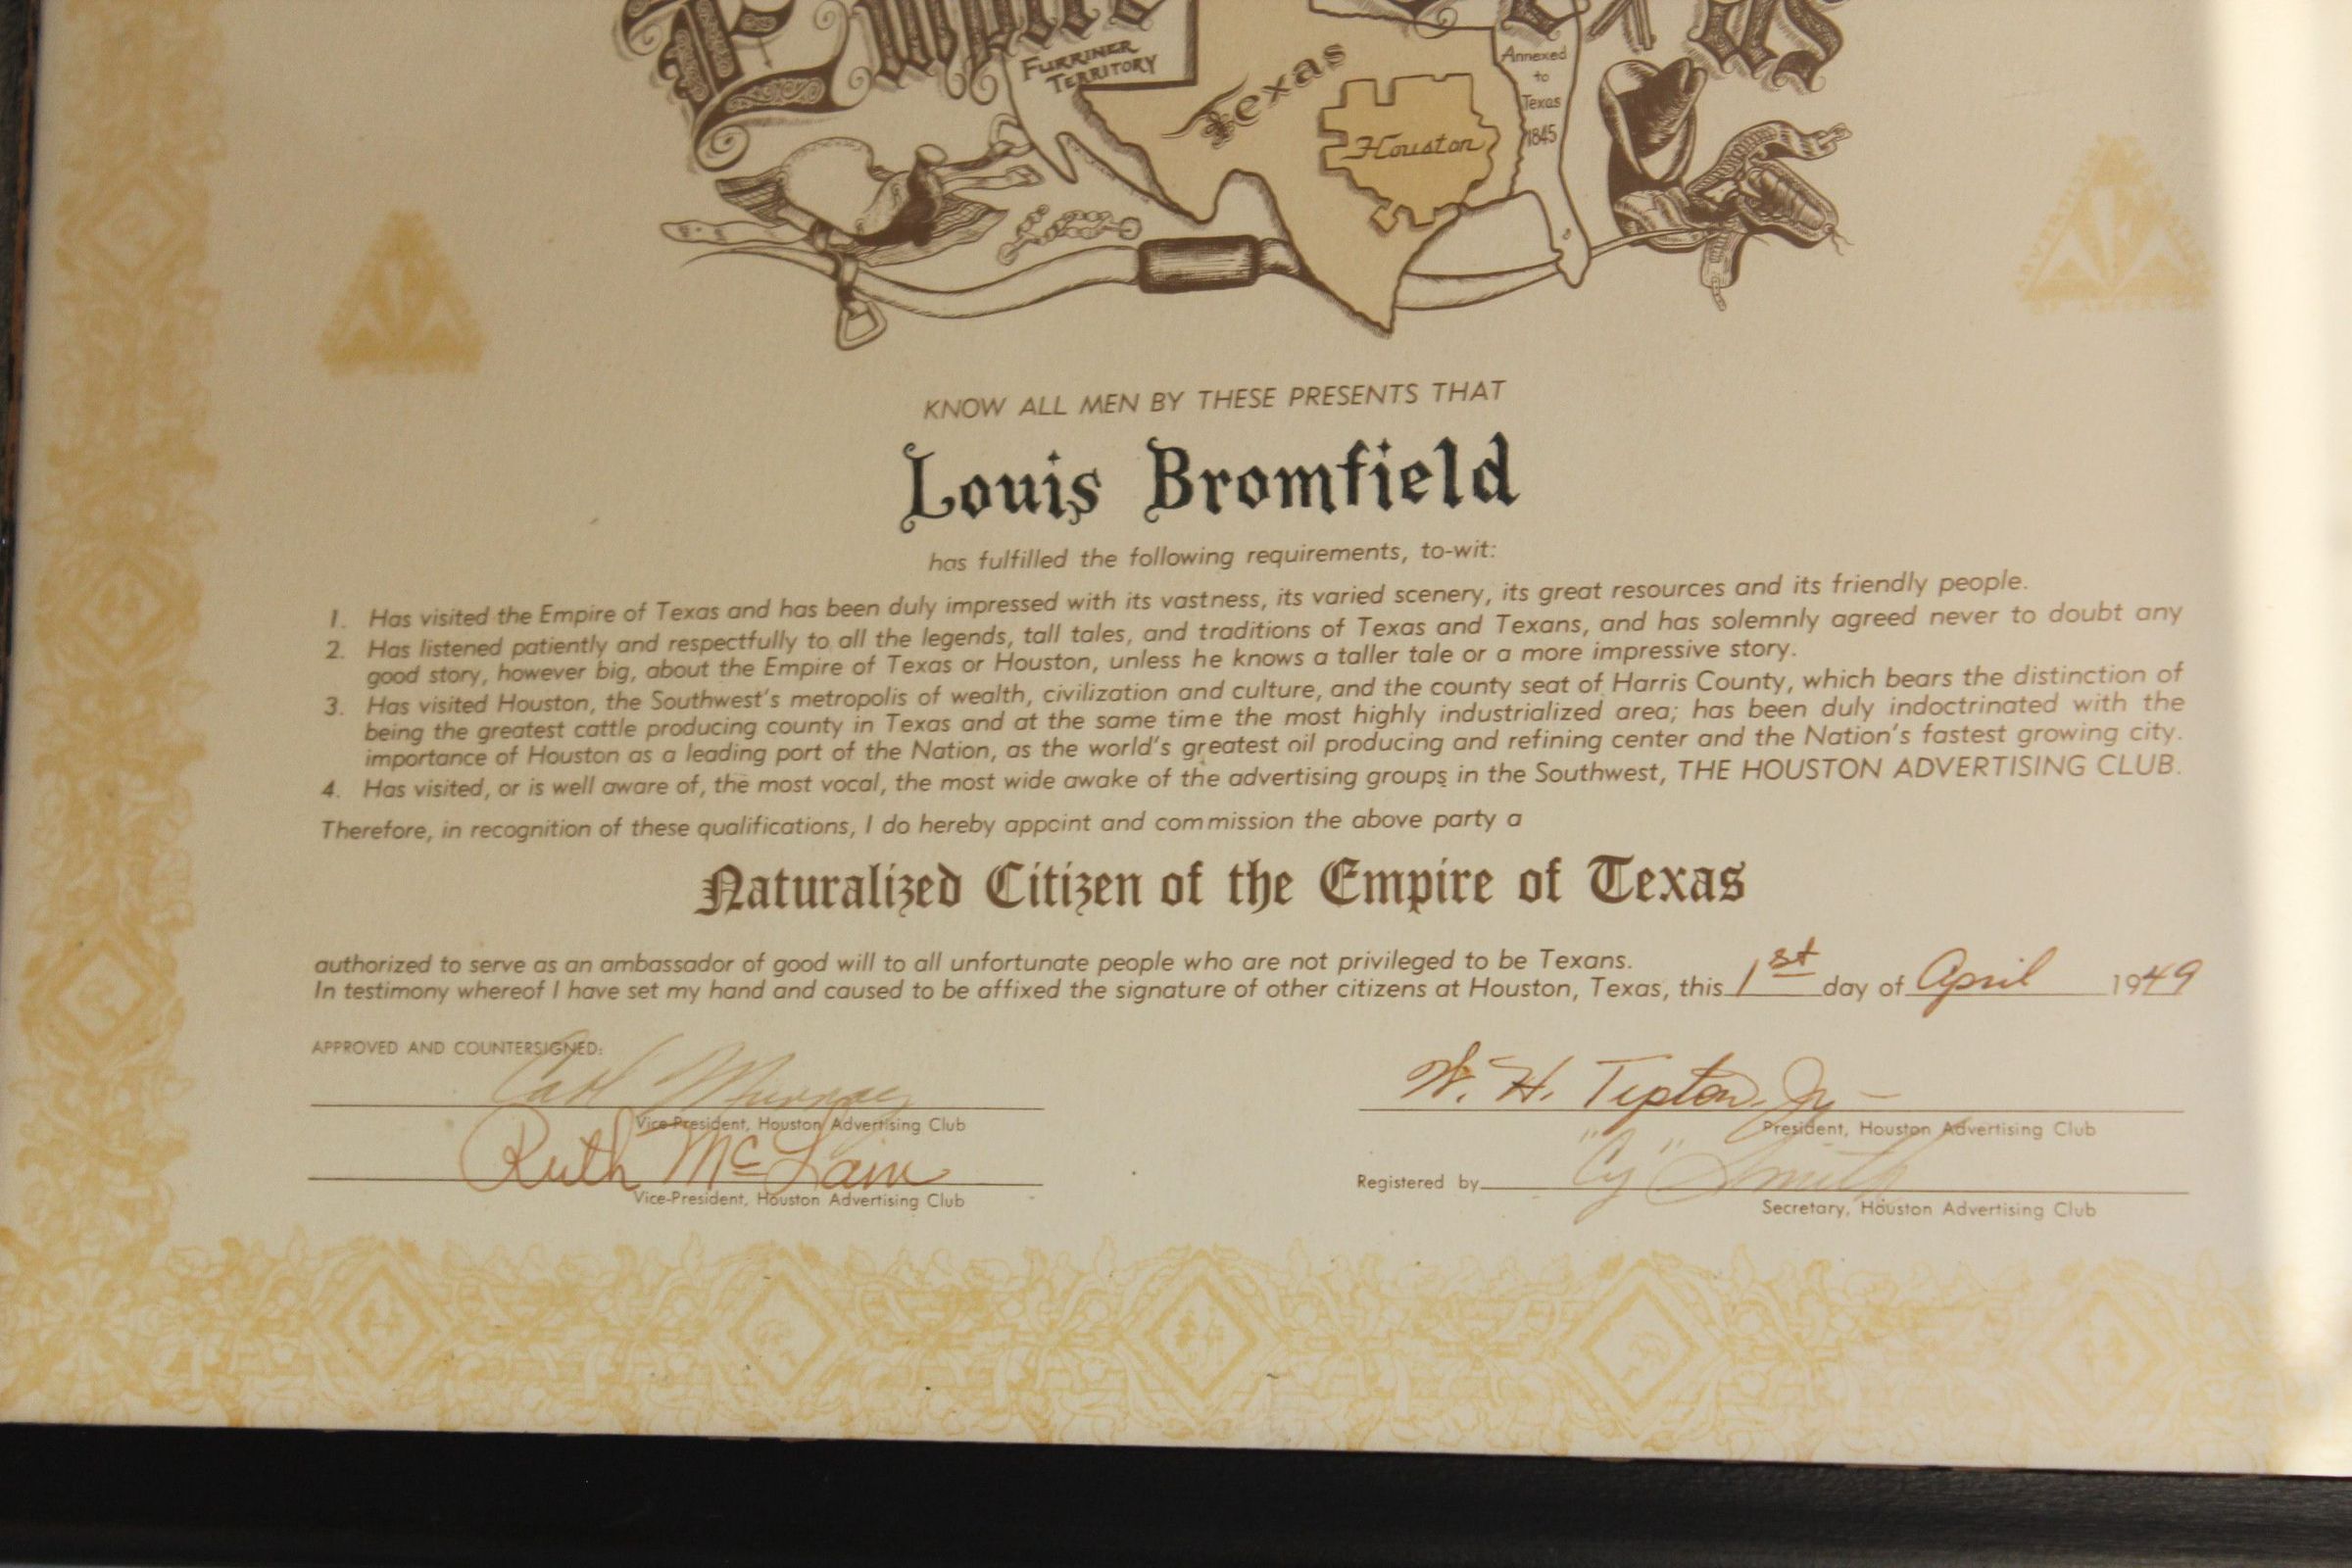 Empire
Texas
FURRINER
TERRITORY
Texas
Houston
Annexed
to
Texas
1845
KNOW ALL MEN BY THESE PRESENTS THAT
Louis Bromfield
has fulfilled the following requirements, to-wit:
1. Has visited the Empire of Texas and has been duly impressed with its vastness, its varied scenery, its great resources and its friendly people.
2. Has listened patiently and respectfully to all the legends, tall tales, and traditions of Texas and Texans, and has solemnly agreed never to doubt any
good story, however big, about the Empire of Texas or Houston, unless he knows a taller tale or a more impressive story.
3. Has visited Houston, the Southwest's metropolis of wealth, civilization and culture, and the county seat of Harris County, which bears the distinction of
being the greatest cattle producing county in Texas and at the same time the most highly industrialized area; has been duly indoctrinated with the
importance of Houston as a leading port of the Nation, as the world's greatest oil producing and refining center and the Nation's fastest growing city.
4. Has visited, or is well aware of, the most vocal, the most wide awake of the advertising groups in the Southwest, THE HOUSTON ADVERTISING CLUB.
Therefore, in recognition of these qualifications, I do hereby appoint and commission the above party a
Naturalized Citizen of the Empire of Texas
authorized to serve as an ambassador of good will to all unfortunate people who are not privileged to be Texans.
In testimony whereof I have set my hand and caused to be affixed the signature of other citizens at Houston, Texas, this 1st day of April 1949
APPROVED AND COUNTERSIGNED:
Carl Murray
Vice-President, Houston Advertising Club
Ruth McLain
Vice-President, Houston Advertising Club
W. H. Tipton, Jr
President, Houston Advertising Club
Registered by "Cy" Smith
Secretary, Houston Advertising Club